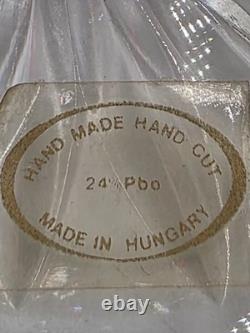 HAND MADE HAND CUT
24% Pbo
MADE IN HUNGARY